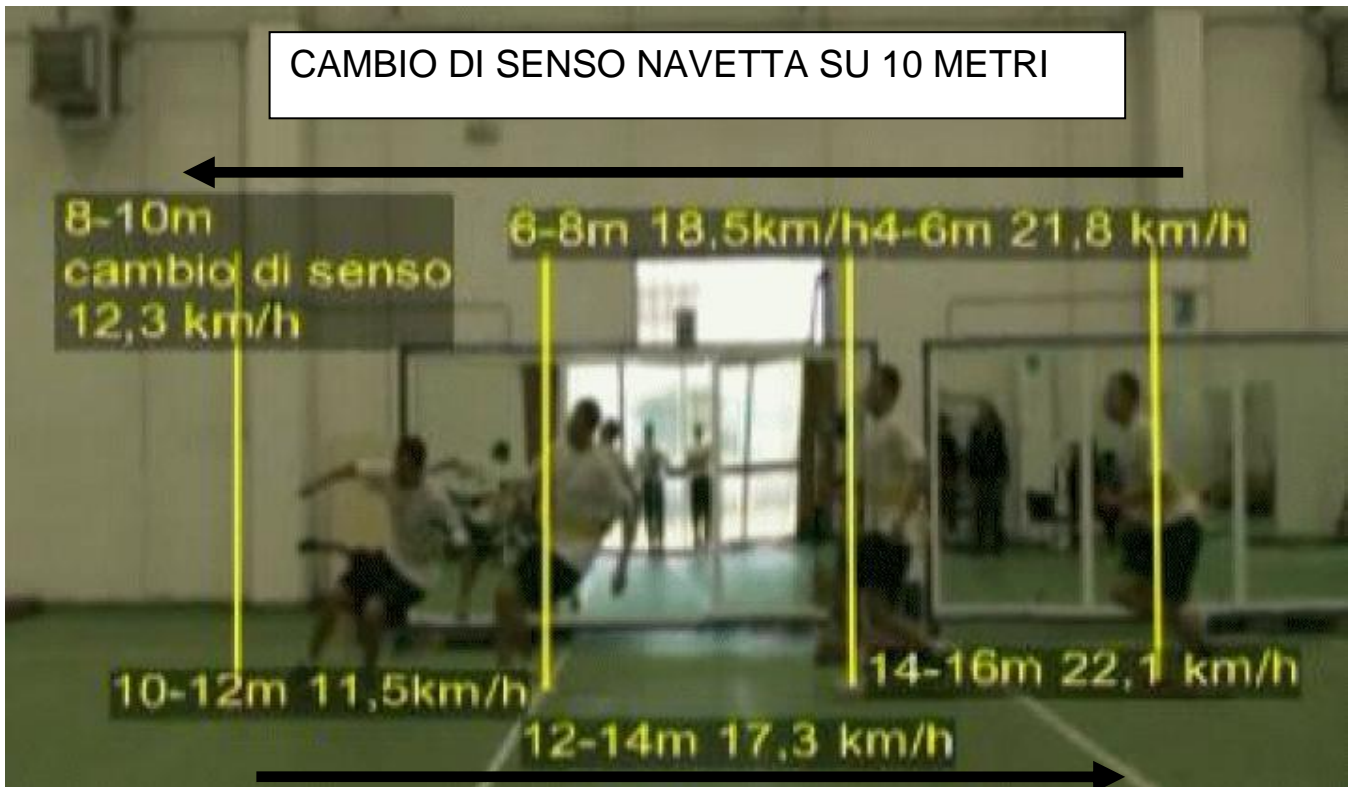 CAMBIO DI SENSO NAVETTA SU 10 METRI
8-10m
cambio di senso
12,3 km/h
6-8m 18,5km/h
4-6m 21,8 km/h
10-12m 11,5km/h
12-14m 17,3 km/h
14-16m 22,1 km/h